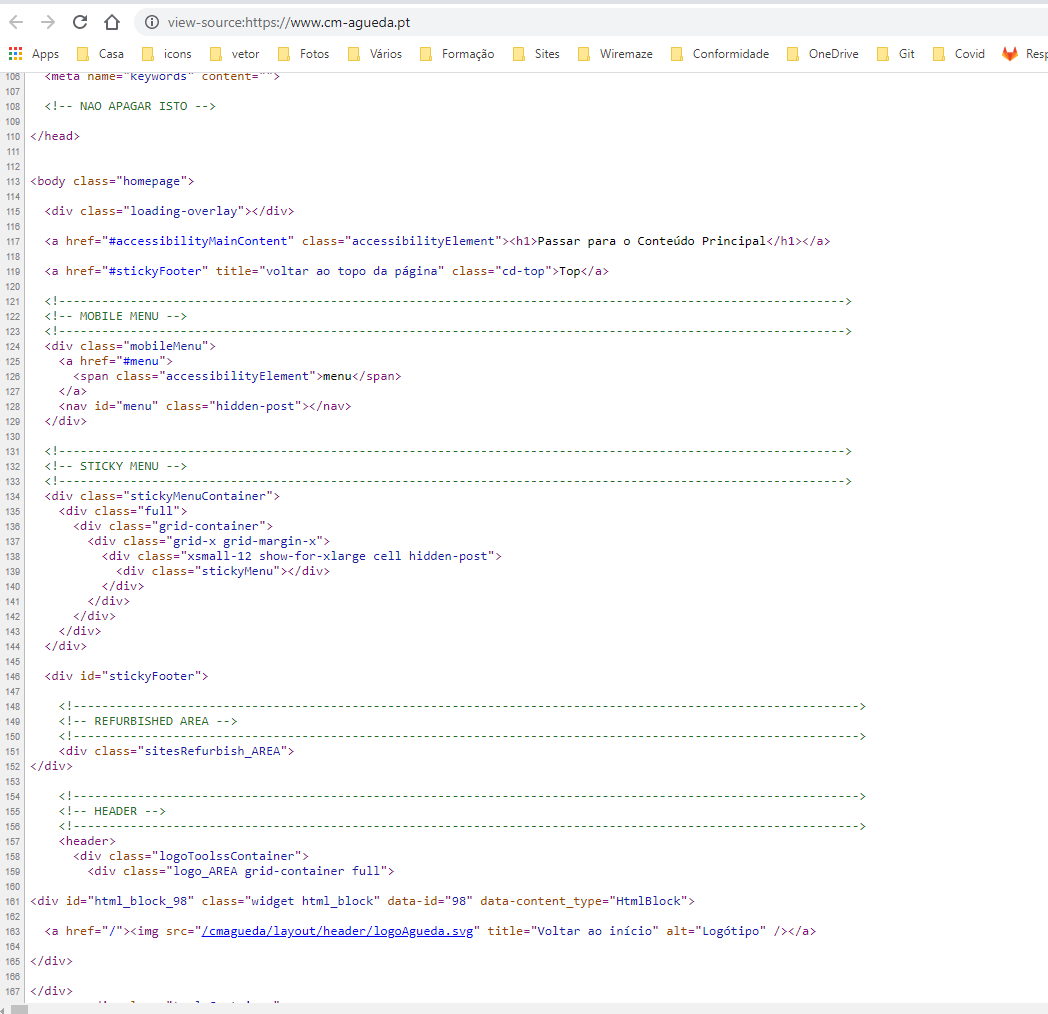 view-source:https://www.cm-agueda.pt
Apps Casa icons vetor Fotos Vários Formação Sites Wiremaze Conformidade OneDrive Git Covid Resp
106 <meta name="keywords" content="">
107
108 <!-- NAO APAGAR ISTO -->
109
110 </head>
111
112
113 <body class="homepage">
114
115 <div class="loading-overlay"></div>
116
117 <a href="#accessibilityMainContent" class="accessibilityElement"><h1>Passar para o Conteúdo Principal</h1></a>
118
119 <a href="#stickyFooter" title="voltar ao topo da página" class="cd-top">Top</a>
120
121 <!-------------------------------------------------------------------------------------------------------------->
122 <!-- MOBILE MENU -->
123 <!-------------------------------------------------------------------------------------------------------------->
124 <div class="mobileMenu">
125 <a href="#menu">
126 <span class="accessibilityElement">menu</span>
127 </a>
128 <nav id="menu" class="hidden-post"></nav>
129 </div>
130
131 <!-------------------------------------------------------------------------------------------------------------->
132 <!-- STICKY MENU -->
133 <!-------------------------------------------------------------------------------------------------------------->
134 <div class="stickyMenuContainer">
135 <div class="full">
136 <div class="grid-container">
137 <div class="grid-x grid-margin-x">
138 <div class="xsmall-12 show-for-xlarge cell hidden-post">
139 <div class="stickyMenu"></div>
140 </div>
141 </div>
142 </div>
143 </div>
144 </div>
145
146 <div id="stickyFooter">
147
148 <!-------------------------------------------------------------------------------------------------------------->
149 <!-- REFURBISHED AREA -->
150 <!-------------------------------------------------------------------------------------------------------------->
151 <div class="sitesRefurbish_AREA">
152 </div>
153
154 <!-------------------------------------------------------------------------------------------------------------->
155 <!-- HEADER -->
156 <!-------------------------------------------------------------------------------------------------------------->
157 <header>
158 <div class="logoToolssContainer">
159 <div class="logo_AREA grid-container full">
160
161 <div id="html_block_98" class="widget html_block" data-id="98" data-content_type="HtmlBlock">
162
163 <a href="/"><img src="/cmagueda/layout/header/logoAgueda.svg" title="Voltar ao início" alt="Logótipo" /></a>
164
165 </div>
166
167 </div>